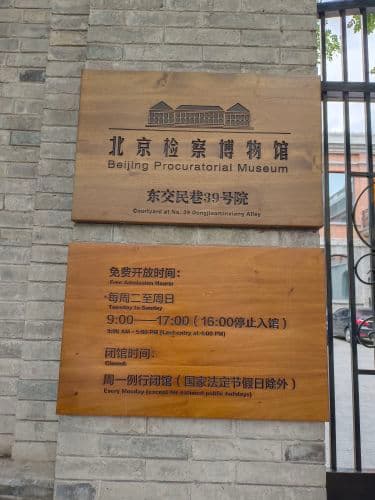 北京检察博物馆
Beijing Procuratorial Museum
东交民巷39号院
Courtyard at No. 39 Dongjiaominxiang Alley
免费开放时间:
Free Admission Hours:
每周二至周日
Tuesday to Sunday
9:00——17:00(16:00停止入馆)
9:00 AM - 5:00 PM (Last entry at 4:00 PM)
闭馆时间:
Closed:
周一例行闭馆(国家法定节假日除外)
Every Monday (except for national public holidays)